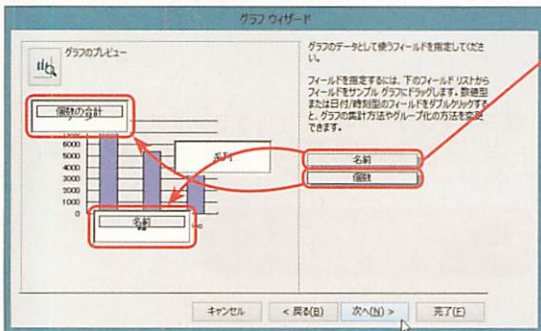 グラフ ウィザード
グラフのプレビュー
個数の合計
6000
5000
4000
3000
2000
1000
0
系列
名前
グラフのデータとして使うフィールドを指定してくださ
い。
フィールドを指定するには、下のフィールド リストから
フィールドをサンプル グラフにドラッグします。数値型
または日付/時刻型のフィールドをダブルクリックする
と、グラフの集計方法やグループ化の方法を変更
できます。
名前
個数
キャンセル
< 戻る(B)
次へ(N) >
完了(F)